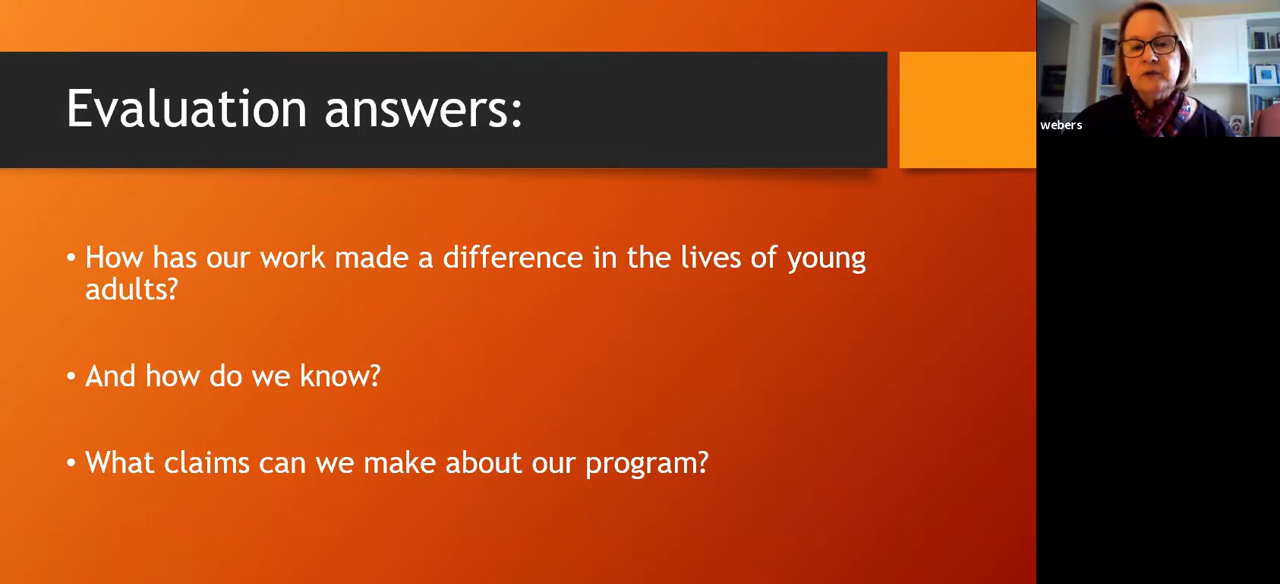 Evaluation answers:
• How has our work made a difference in the lives of young
adults?
• And how do we know?
• What claims can we make about our program?
webers